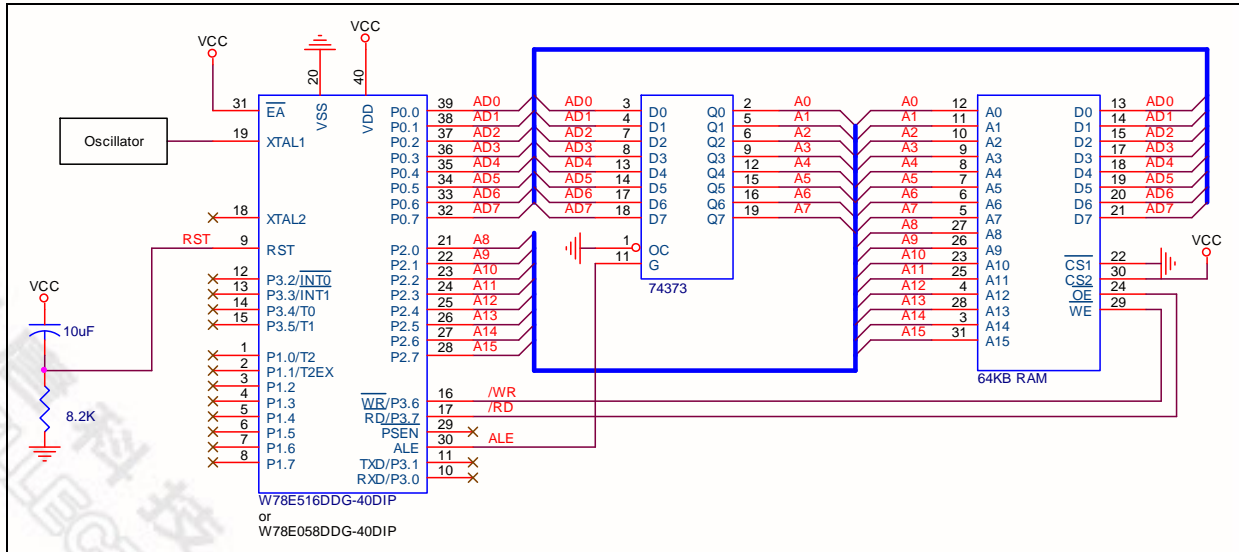 VCC
VCC
20
40
Oscillator
31
EA
VSS
VDD
19
XTAL1
18
XTAL2
RST
9
RST
12
P3.2/INT0
13
P3.3/INT1
14
P3.4/T0
15
P3.5/T1
1
P1.0/T2
2
P1.1/T2EX
3
P1.2
4
P1.3
5
P1.4
6
P1.5
7
P1.6
8
P1.7
P0.0 39 AD0
P0.1 38 AD1
P0.2 37 AD2
P0.3 36 AD3
P0.4 35 AD4
P0.5 34 AD5
P0.6 33 AD6
P0.7 32 AD7
P2.0 21 A8
P2.1 22 A9
P2.2 23 A10
P2.3 24 A11
P2.4 25 A12
P2.5 26 A13
P2.6 27 A14
P2.7 28 A15
WR/P3.6 16 /WR
RD/P3.7 17 /RD
PSEN 29
ALE 30 ALE
TXD/P3.1 11
RXD/P3.0 10
W78E516DDG-40DIP
or
W78E058DDG-40DIP
VCC
10uF
8.2K
AD0 3 D0 Q0 2 A0
AD1 4 D1 Q1 5 A1
AD2 7 D2 Q2 6 A2
AD3 8 D3 Q3 9 A3
AD4 13 D4 Q4 12 A4
AD5 14 D5 Q5 15 A5
AD6 17 D6 Q6 16 A6
AD7 18 D7 Q7 19 A7
1 OC
11 G
74373
A0 12 A0 D0 13 AD0
A1 11 A1 D1 14 AD1
A2 10 A2 D2 15 AD2
A3 9 A3 D3 17 AD3
A4 8 A4 D4 18 AD4
A5 7 A5 D5 19 AD5
A6 6 A6 D6 20 AD6
A7 5 A7 D7 21 AD7
A8 27 A8
A9 26 A9
A10 23 A10 CS1 22
A11 25 A11 CS2 30 VCC
A12 4 A12 OE 24
A13 28 A13 WE 29
A14 3 A14
A15 31 A15
64KB RAM